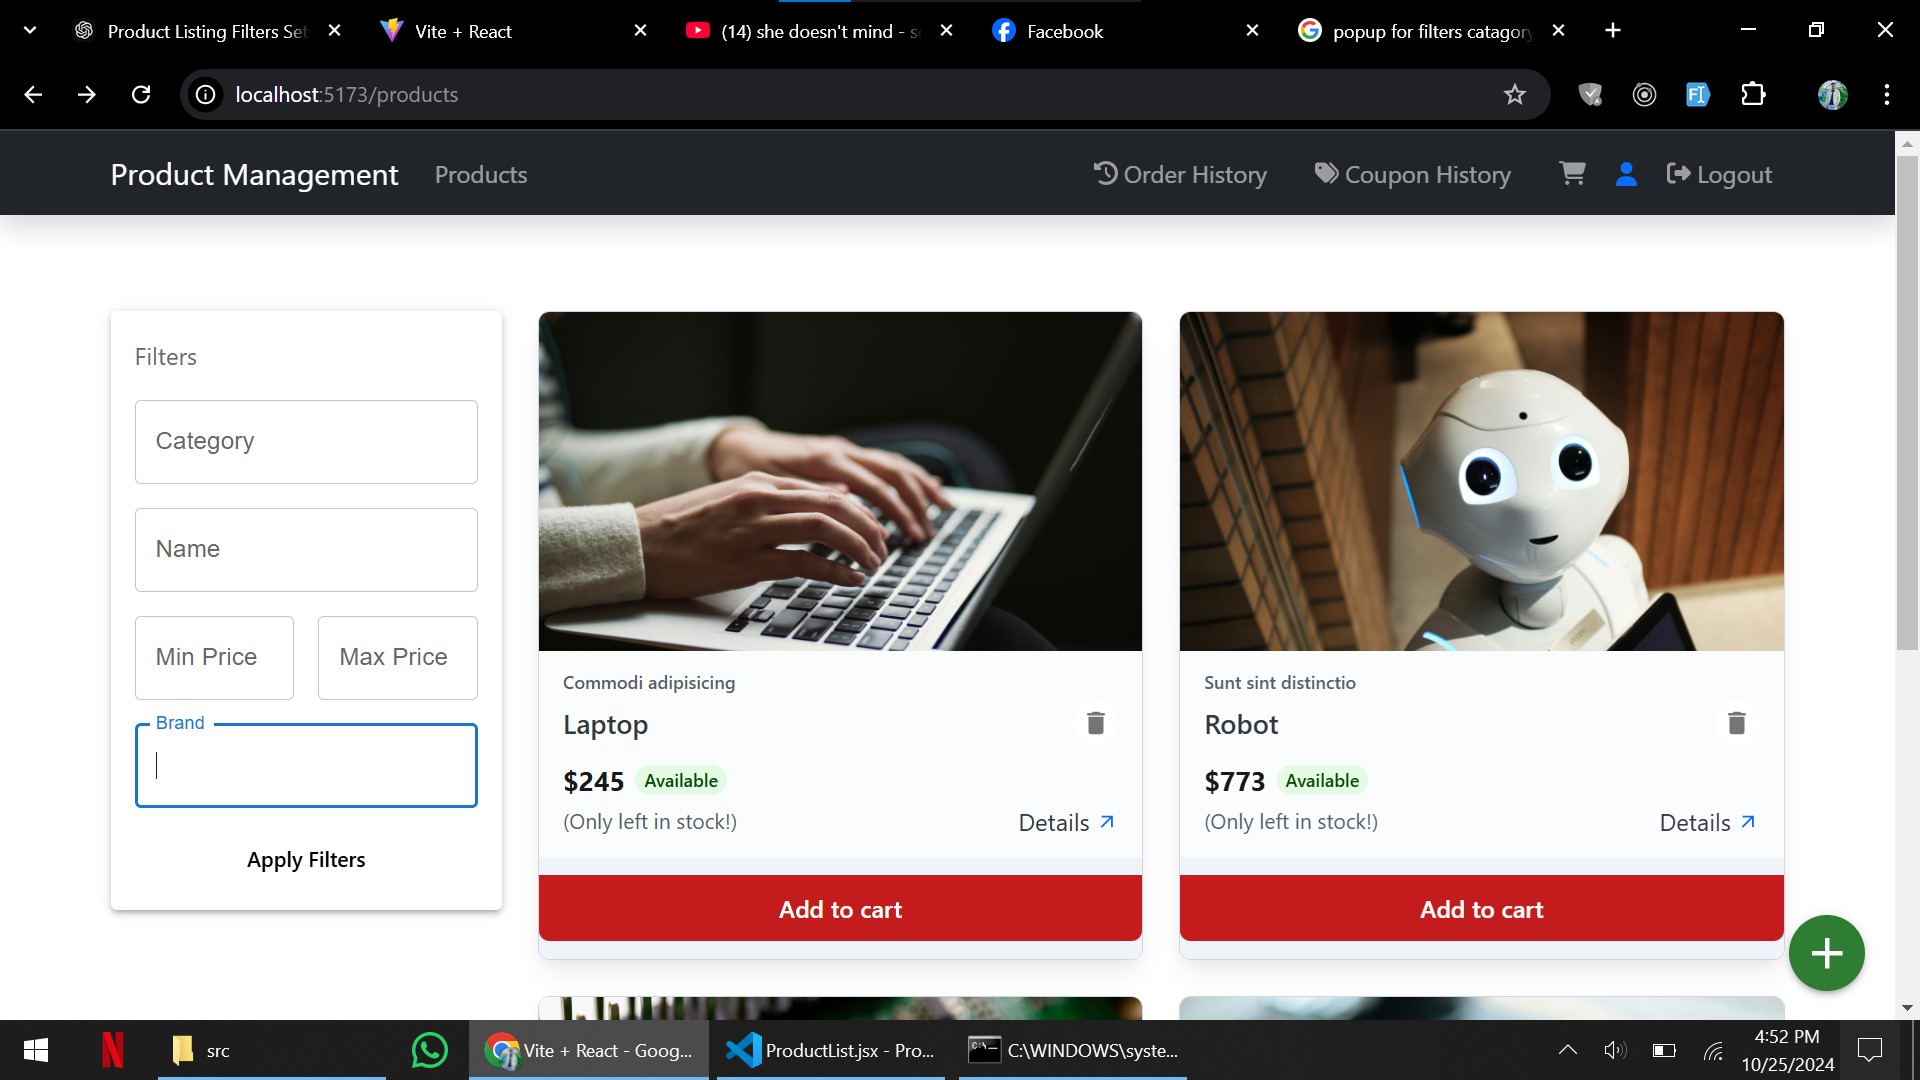 Product Listing Filters Set
Vite + React
(14) she doesn't mind - s
Facebook
popup for filters catagory
localhost:5173/products
Product Management
Products
Order History
Coupon History
Logout
Filters
Category
Name
Min Price
Max Price
Brand
Apply Filters
Commodi adipisicing
Laptop
$245 Available
(Only left in stock!)
Details
Add to cart
Sunt sint distinctio
Robot
$773 Available
(Only left in stock!)
Details
Add to cart
src
Vite + React - Goog...
ProductList.jsx - Pro...
C:\WINDOWS\syste...
4:52 PM
10/25/2024